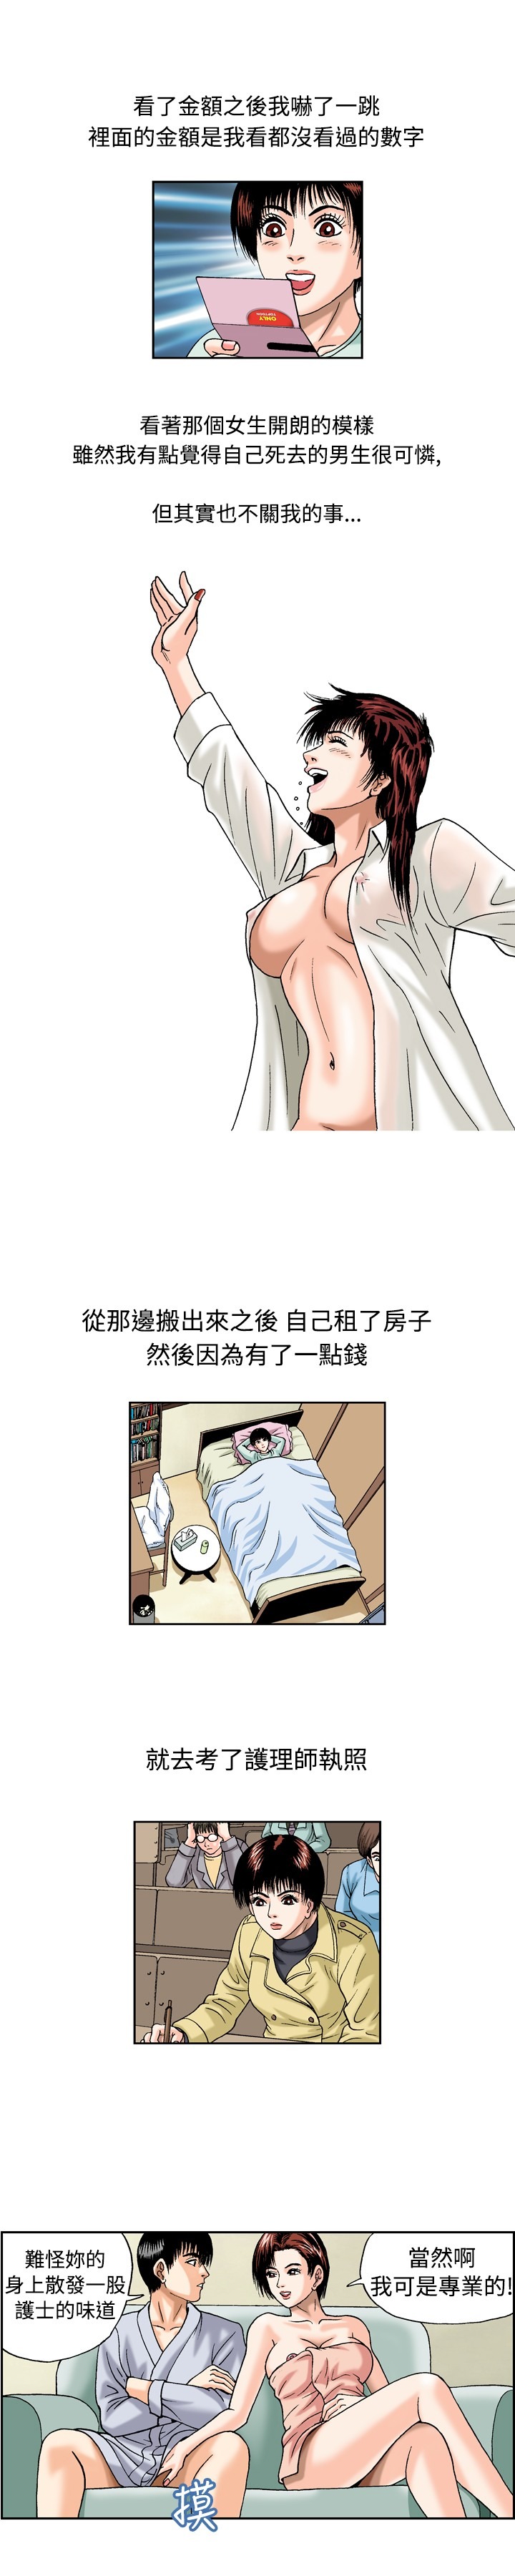 看了金額之後我嚇了一跳
裡面的金額是我看都沒看過的數字
ONLY
TOPTOON
看著那個女生開朗的模樣
雖然我有點覺得自己死去的男生很可憐,
但其實也不關我的事...
從那邊搬出來之後 自己租了房子
然後因為有了一點錢
就去考了護理師執照
難怪妳的
身上散發一股
護士的味道
當然啊
我可是專業的!
摸